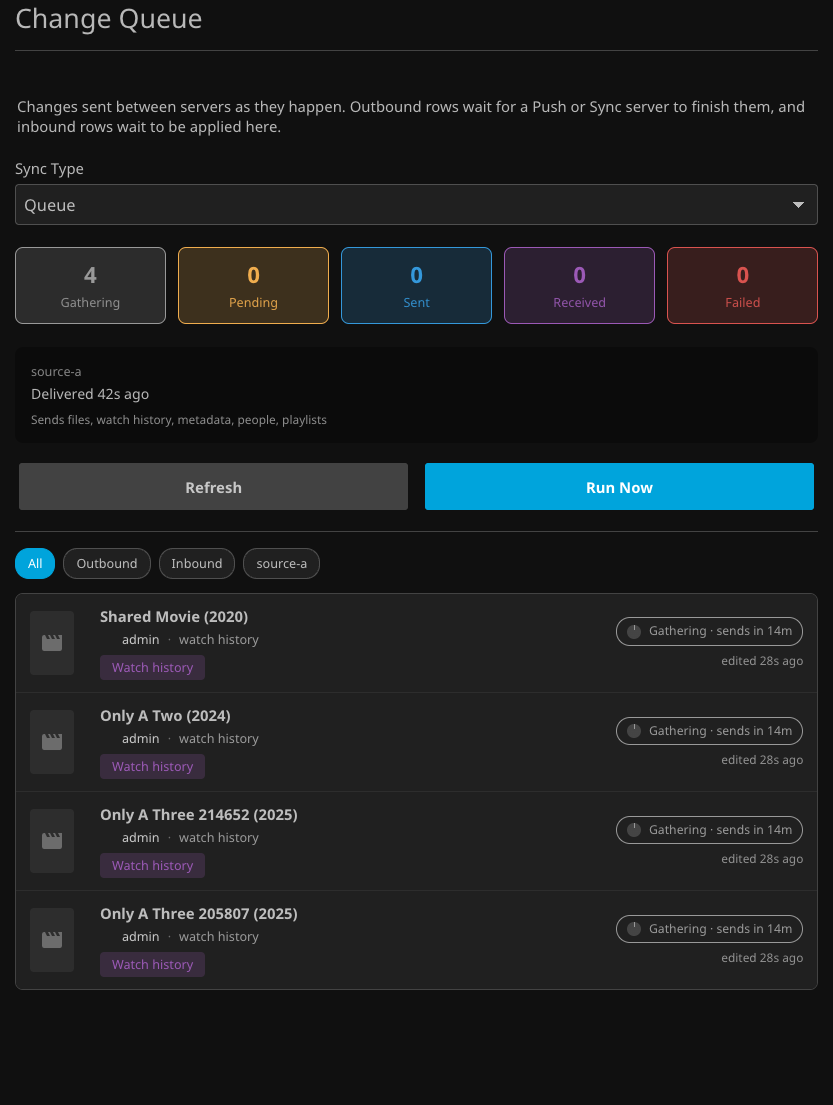 Change Queue
Changes sent between servers as they happen. Outbound rows wait for a Push or Sync server to finish them, and
inbound rows wait to be applied here.
Sync Type
Queue
4
Gathering
0
Pending
0
Sent
0
Received
0
Failed
source-a
Delivered 42s ago
Sends files, watch history, metadata, people, playlists
Refresh
Run Now
All
Outbound
Inbound
source-a
Shared Movie (2020)
admin · watch history
Watch history
Gathering · sends in 14m
edited 28s ago
Only A Two (2024)
admin · watch history
Watch history
Gathering · sends in 14m
edited 28s ago
Only A Three 214652 (2025)
admin · watch history
Watch history
Gathering · sends in 14m
edited 28s ago
Only A Three 205807 (2025)
admin · watch history
Watch history
Gathering · sends in 14m
edited 28s ago